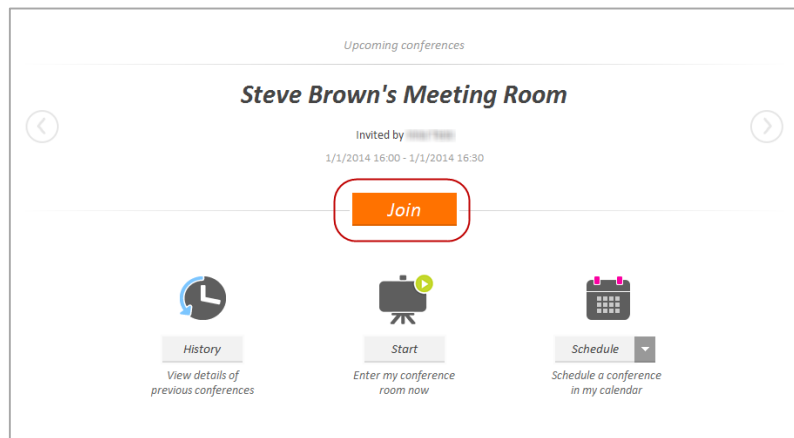 Upcoming conferences
Steve Brown's Meeting Room
Invited by
1/1/2014 16:00 - 1/1/2014 16:30
Join
History
Start
Schedule
View details of
previous conferences
Enter my conference
room now
Schedule a conference
in my calendar